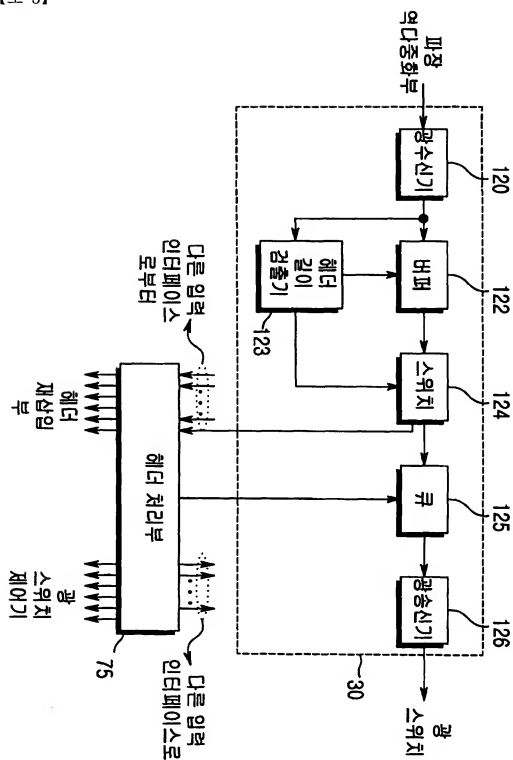 파장
역다중화부
광수신기
120
버퍼
122
헤더
길이
검출기
123
스위치
124
큐
125
광송신기
126
광
스위치
30
다른 입력
인터페이스
로부터
헤더 처리부
75
헤더
재삽입
부
광
스위치
제어기
다른 입력
인터페이스로